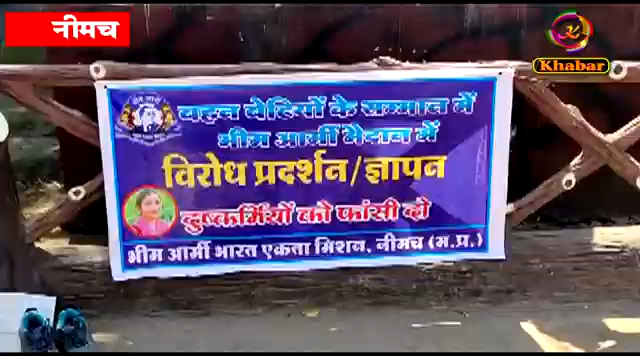 नीमच
K
Khabar
बहन बेटियों के सम्मान में
भीम आर्मी मैदान में
विरोध प्रदर्शन/ज्ञापन
दुष्कर्मियों को फांसी दो
भीम आर्मी भारत एकता मिशन, नीमच (म.प्र.)